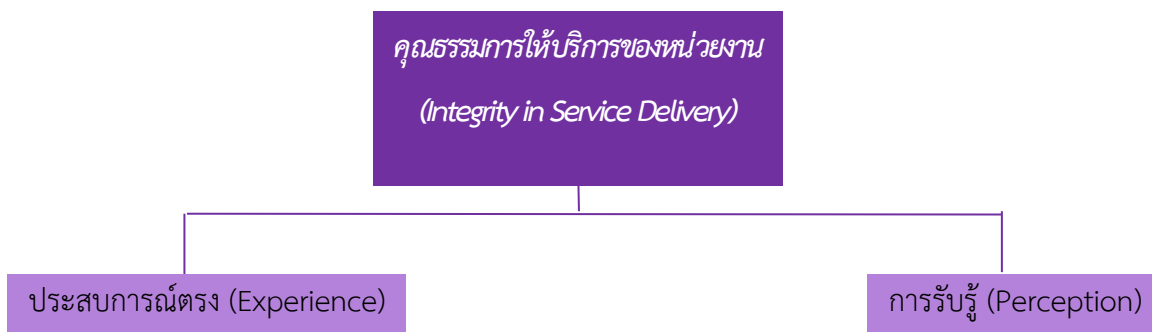 คุณธรรมการให้บริการของหน่วยงาน
(Integrity in Service Delivery)
ประสบการณ์ตรง (Experience)
การรับรู้ (Perception)